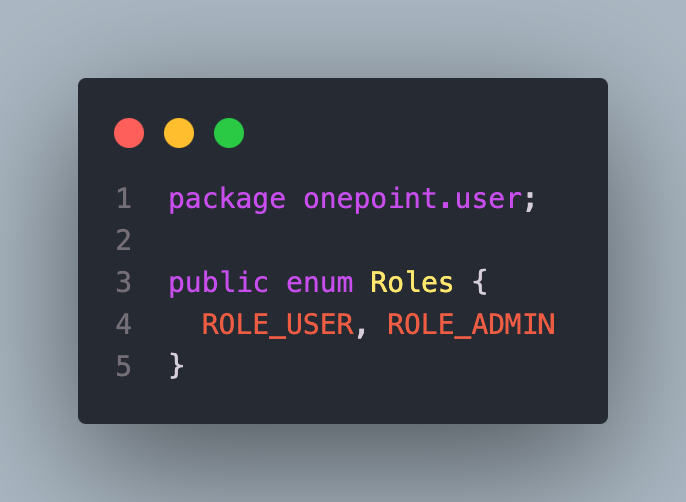 1 package onepoint.user;
2
3 public enum Roles {
4   ROLE_USER, ROLE_ADMIN
5 }